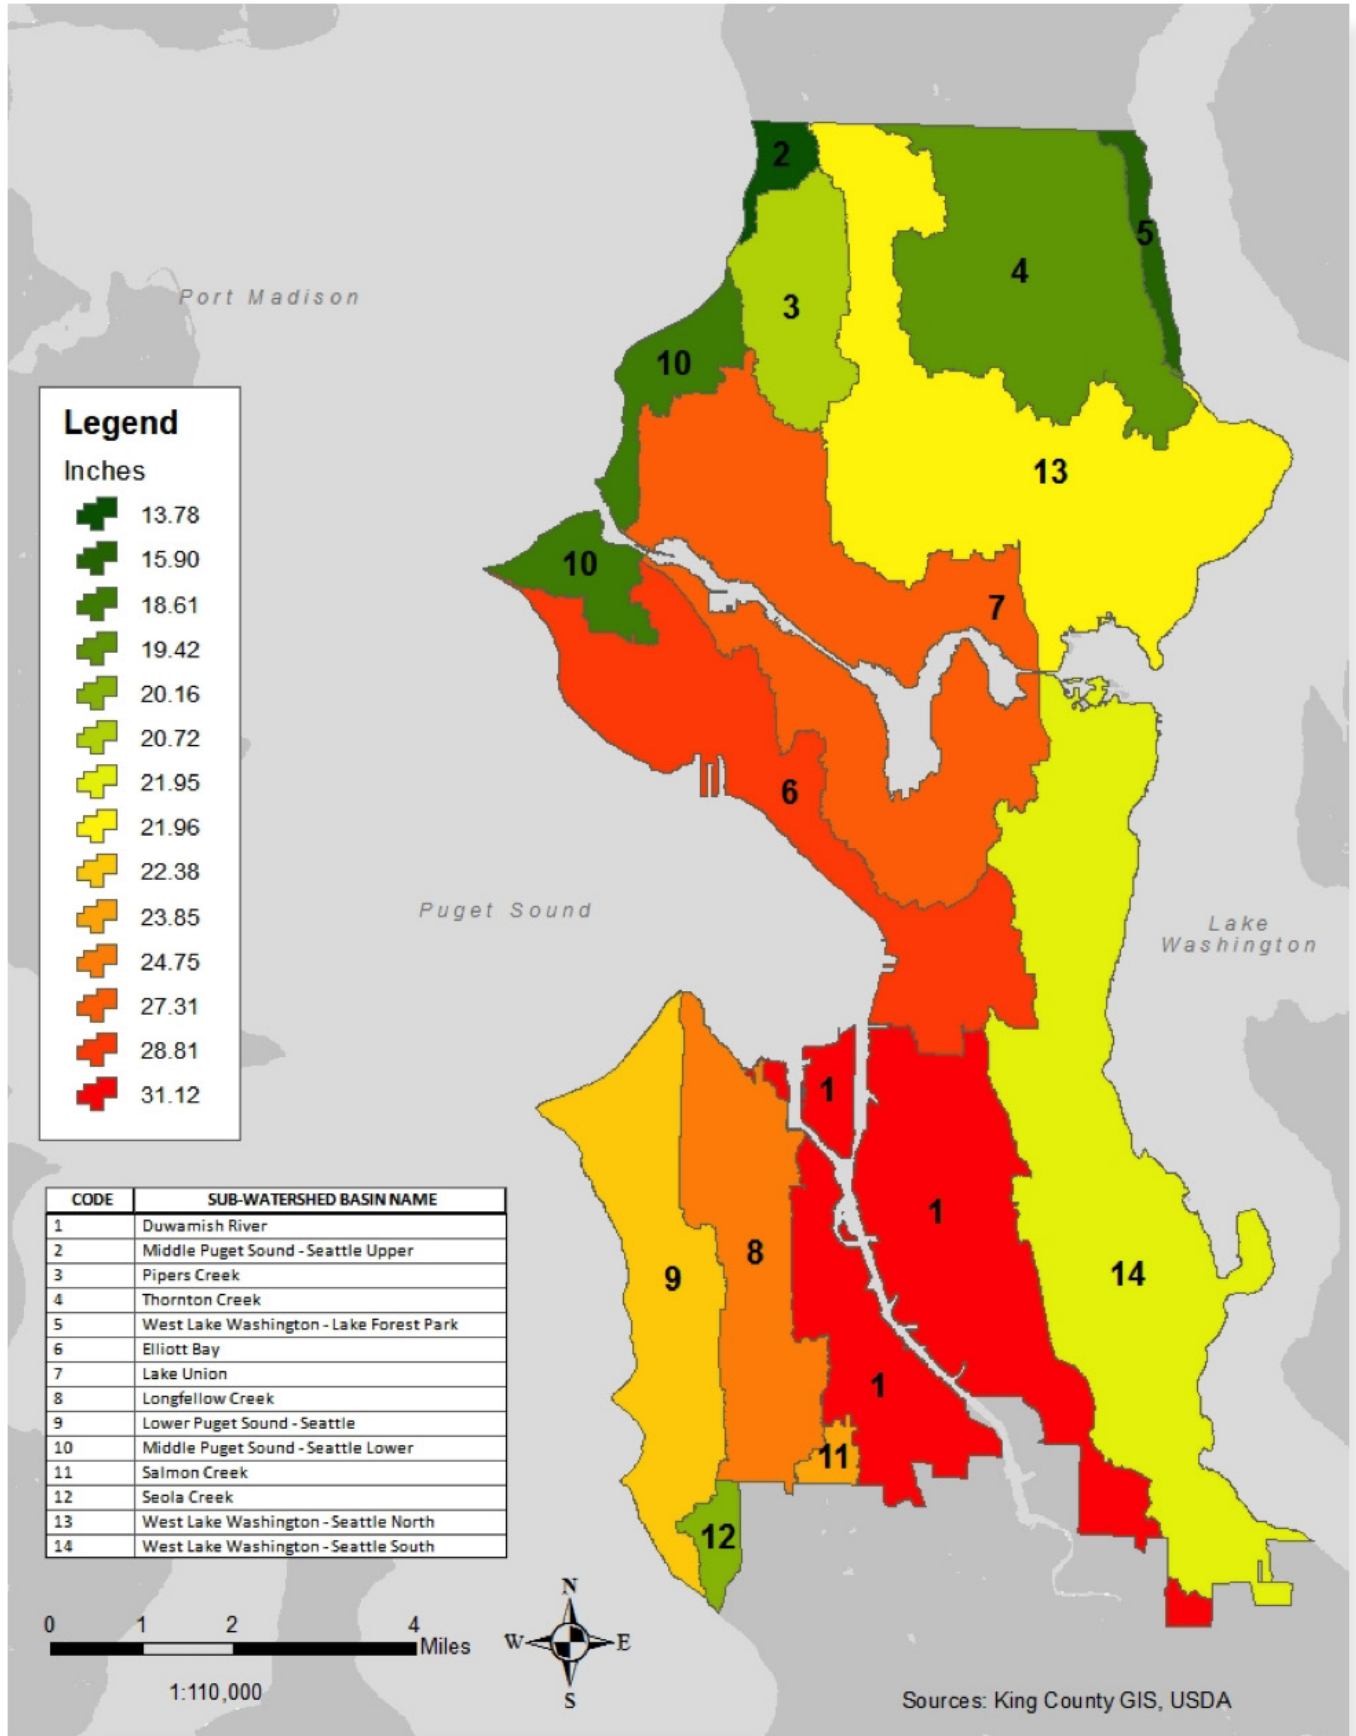 2
5
4
Port Madison
3
10
Legend
Inches
13.78
15.90
18.61
19.42
20.16
20.72
21.95
21.96
22.38
23.85
24.75
27.31
28.81
31.12
13
10
7
6
Puget Sound
Lake
Washington
1
1
8
9
14
1
11
12
CODE SUB-WATERSHED BASIN NAME
1 Duwamish River
2 Middle Puget Sound - Seattle Upper
3 Pipers Creek
4 Thornton Creek
5 West Lake Washington - Lake Forest Park
6 Elliott Bay
7 Lake Union
8 Longfellow Creek
9 Lower Puget Sound - Seattle
10 Middle Puget Sound - Seattle Lower
11 Salmon Creek
12 Seola Creek
13 West Lake Washington - Seattle North
14 West Lake Washington - Seattle South
0 1 2 4
Miles
1:110,000
N
W E
S
Sources: King County GIS, USDA